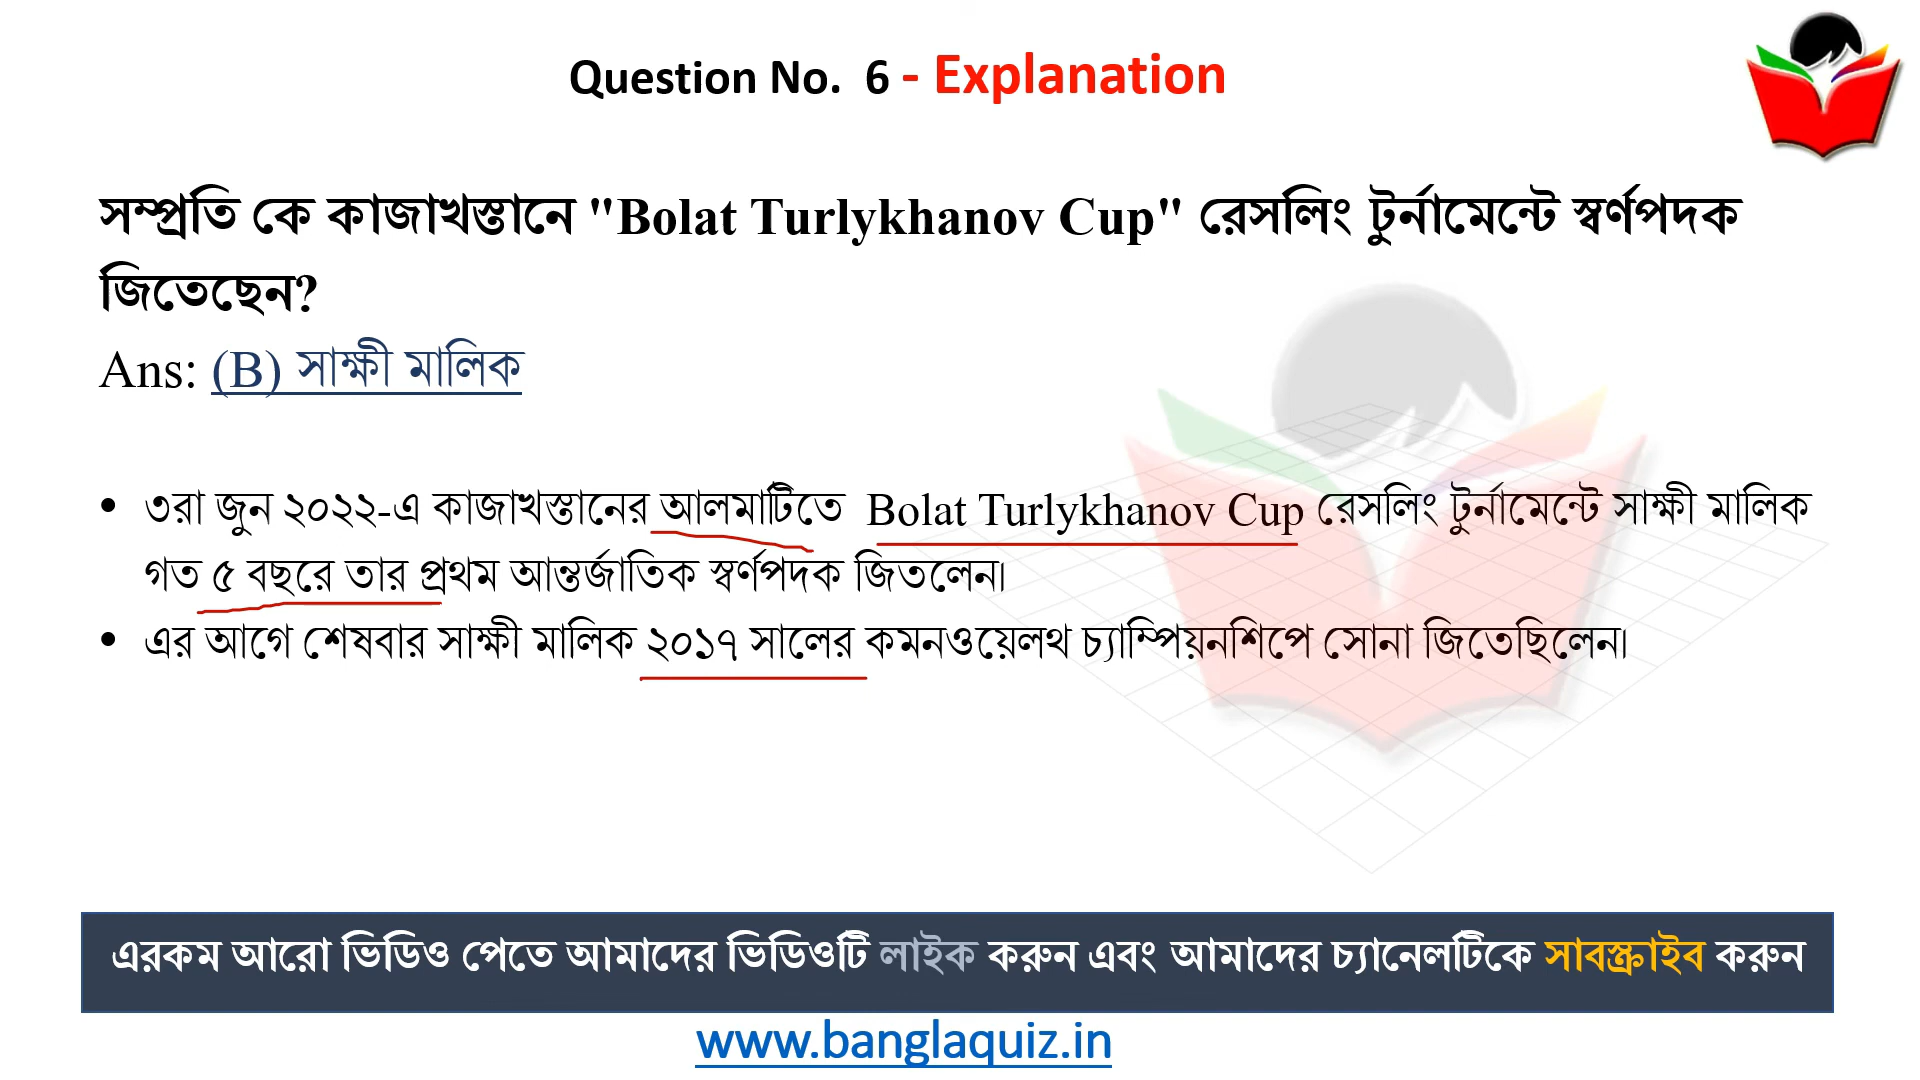 Question No. 6 - Explanation
সম্প্রতি কে কাজাখস্তানে "Bolat Turlykhanov Cup" রেসলিং টুর্নামেন্টে স্বর্ণপদক
জিতেছেন?
Ans: (B) সাক্ষী মালিক
• ৩রা জুন ২০২২-এ কাজাখস্তানের আলমাটিতে Bolat Turlykhanov Cup রেসলিং টুর্নামেন্টে সাক্ষী মালিক
গত ৫ বছরে তার প্রথম আন্তর্জাতিক স্বর্ণপদক জিতলেন।
• এর আগে শেষবার সাক্ষী মালিক ২০১৭ সালের কমনওয়েলথ চ্যাম্পিয়নশিপে সোনা জিতেছিলেন।
এরকম আরো ভিডিও পেতে আমাদের ভিডিওটি লাইক করুন এবং আমাদের চ্যানেলটিকে সাবস্ক্রাইব করুন
www.banglaquiz.in